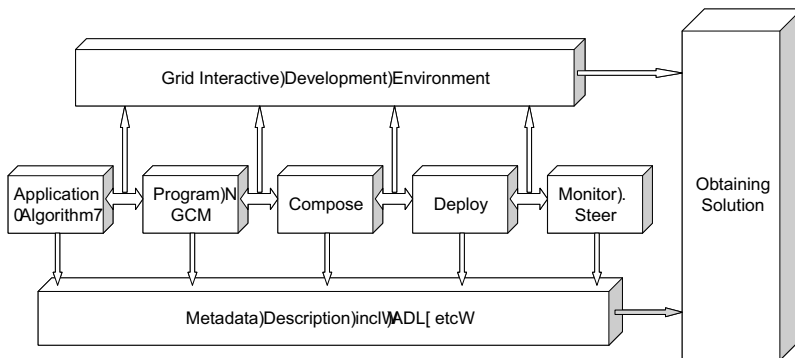 Grid Interactive)Development)Environment
Application
0Algorithm7
Program)N
GCM
Compose
Deploy
Monitor).
Steer
Obtaining
Solution
Metadata)Description)inclW)ADL[ etcW